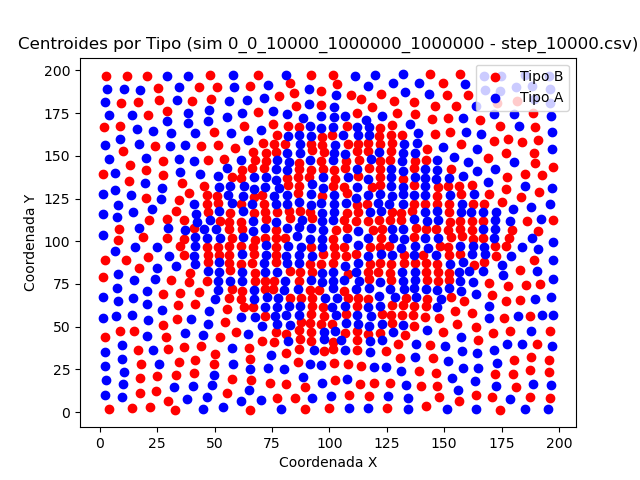 Centroides por Tipo (sim 0_0_10000_1000000_1000000 - step_10000.csv)
Tipo B
Tipo A
Coordenada Y
200
175
150
125
100
75
50
25
0
0 25 50 75 100 125 150 175 200
Coordenada X